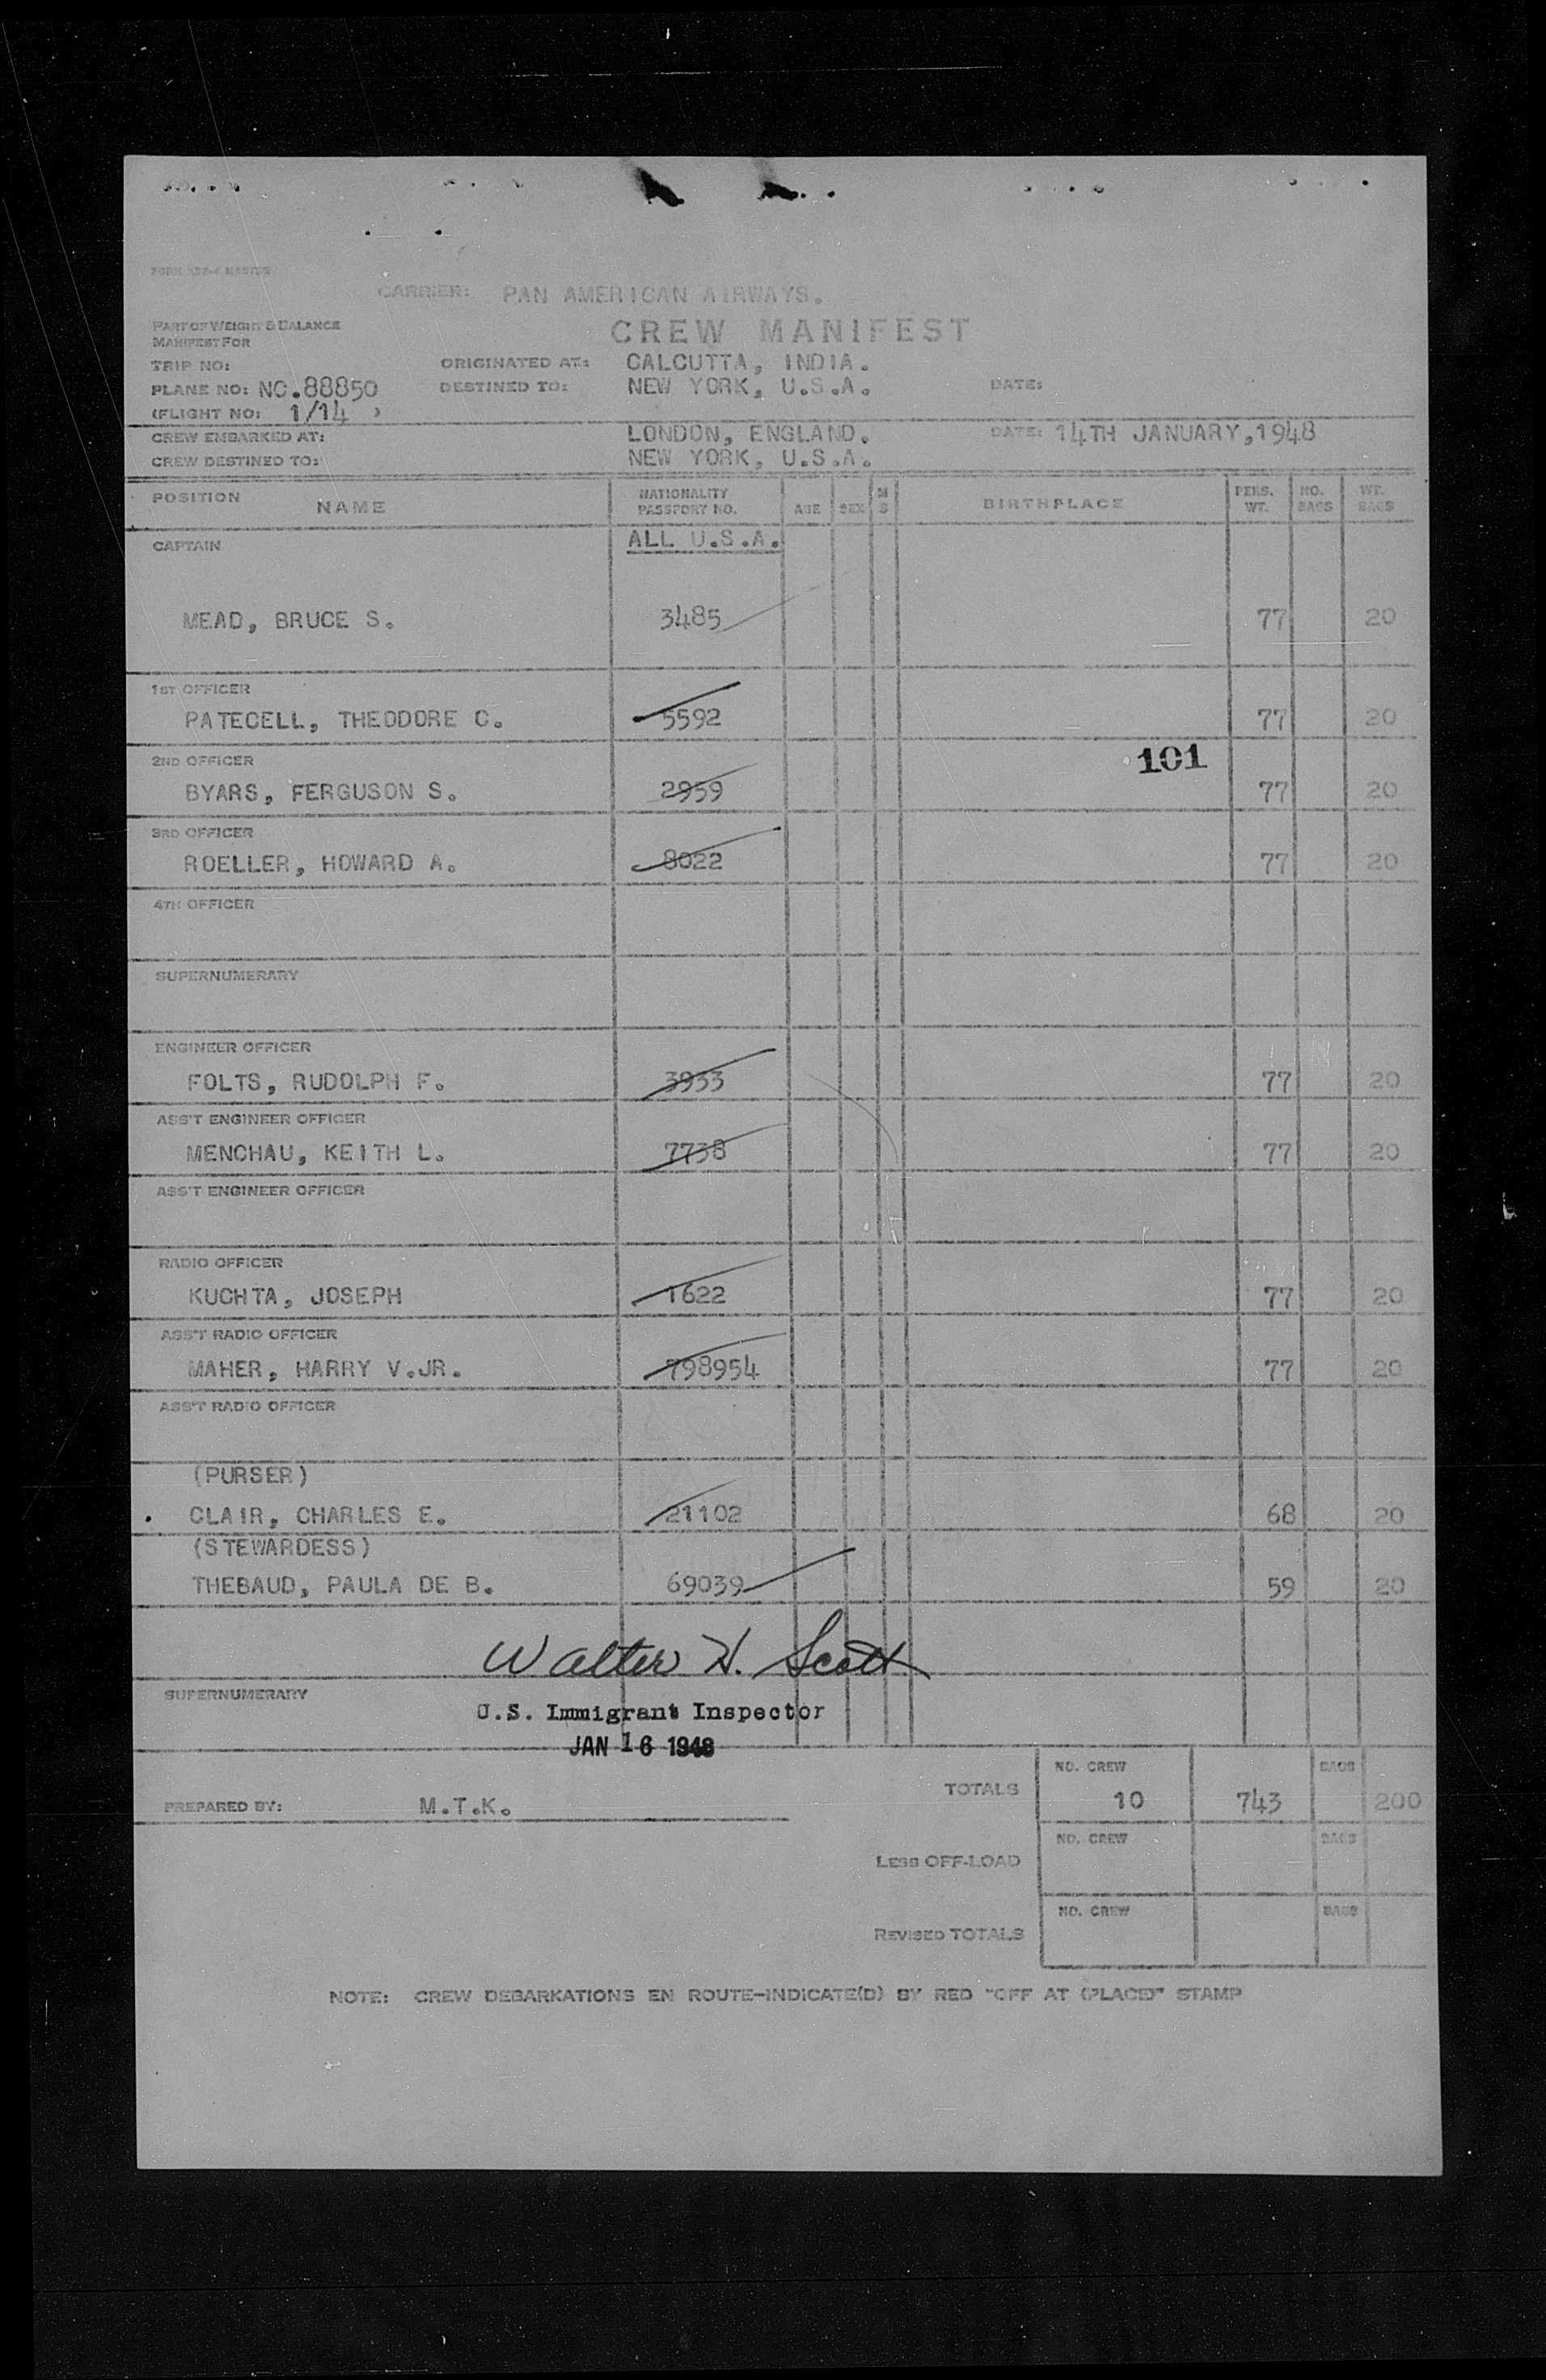 CARRIER: PAN AMERICAN AIRWAYS.
PART OF WEIGHT & BALANCE
MANIFEST FOR
CREW MANIFEST
TRIP NO: ORIGINATED AT: CALCUTTA, INDIA.
PLANE NO: NC.88850 DESTINED TO: NEW YORK, U.S.A. DATE:
(FLIGHT NO: 1/14 )
CREW EMBARKED AT: LONDON, ENGLAND. DATE: 14TH JANUARY,1948
CREW DESTINED TO: NEW YORK, U.S.A.
POSITION NAME NATIONALITY PASSPORT NO. AGE SEX M S BIRTHPLACE PERS. WT. NO. BAGS WT. BAGS
CAPTAIN ALL U.S.A.
MEAD, BRUCE S. 3485 77 20
1ST OFFICER
PATECELL, THEODORE C. 5592 77 20
101
2ND OFFICER
BYARS, FERGUSON S. 2959 77 20
3RD OFFICER
ROELLER, HOWARD A. 8022 77 20
4TH OFFICER
SUPERNUMERARY
ENGINEER OFFICER
FOLTS, RUDOLPH F. 3933 77 20
ASS'T ENGINEER OFFICER
MENCHAU, KEITH L. 7738 77 20
ASS'T ENGINEER OFFICER
RADIO OFFICER
KUCHTA, JOSEPH 1622 77 20
ASS'T RADIO OFFICER
MAHER, HARRY V.JR. 798954 77 20
ASS'T RADIO OFFICER
(PURSER)
CLAIR, CHARLES E. 21102 68 20
(STEWARDESS)
THEBAUD, PAULA DE B. 69039 59 20
Walter H. Scott
SUPERNUMERARY
U.S. Immigrant Inspector
JAN 16 1948
NO. CREW BAGS
TOTALS 10 743 200
PREPARED BY: M.T.K.
NO. CREW BAGS
LESS OFF-LOAD
NO. CREW BAGS
REVISED TOTALS
NOTE: CREW DEBARKATIONS EN ROUTE-INDICATE(D) BY RED "OFF AT (PLACE)" STAMP